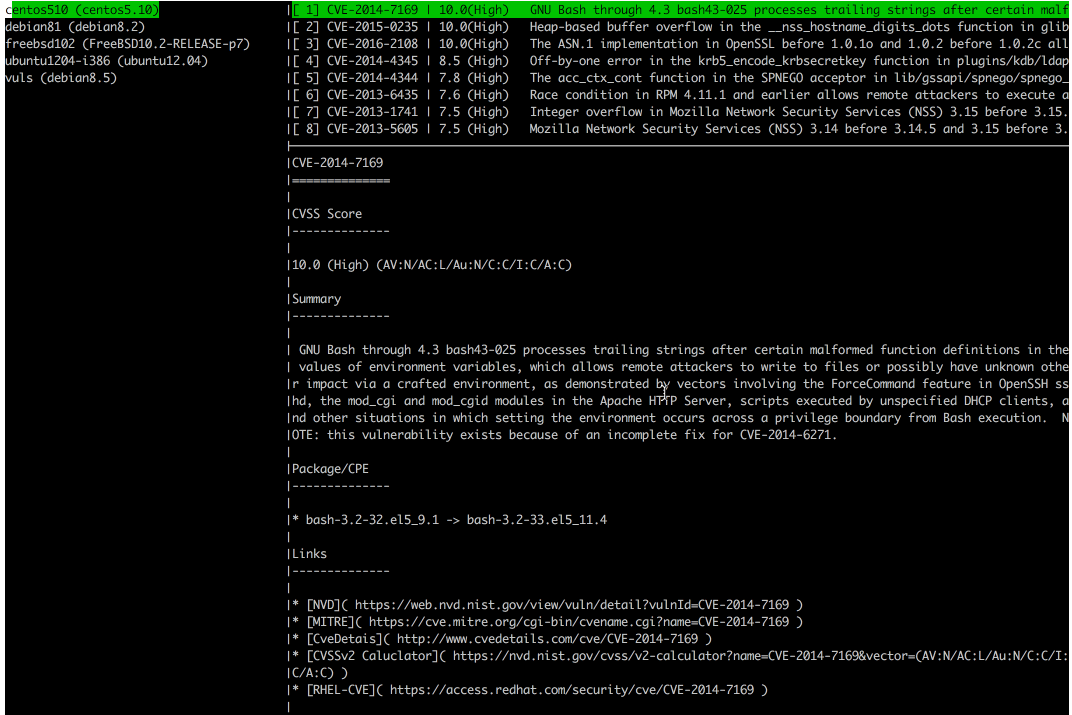 centos510 (centos5.10)
debian81 (debian8.2)
freebsd102 (FreeBSD10.2-RELEASE-p7)
ubuntu1204-i386 (ubuntu12.04)
vuls (debian8.5)
|[ 1] CVE-2014-7169 | 10.0(High) GNU Bash through 4.3 bash43-025 processes trailing strings after certain malf
|[ 2] CVE-2015-0235 | 10.0(High) Heap-based buffer overflow in the __nss_hostname_digits_dots function in glib
|[ 3] CVE-2016-2108 | 10.0(High) The ASN.1 implementation in OpenSSL before 1.0.1o and 1.0.2 before 1.0.2c all
|[ 4] CVE-2014-4345 | 8.5 (High) Off-by-one error in the krb5_encode_krbsecretkey function in plugins/kdb/ldap
|[ 5] CVE-2014-4344 | 7.8 (High) The acc_ctx_cont function in the SPNEGO acceptor in lib/gssapi/spnego/spnego_
|[ 6] CVE-2013-6435 | 7.6 (High) Race condition in RPM 4.11.1 and earlier allows remote attackers to execute a
|[ 7] CVE-2013-1741 | 7.5 (High) Integer overflow in Mozilla Network Security Services (NSS) 3.15 before 3.15.
|[ 8] CVE-2013-5605 | 7.5 (High) Mozilla Network Security Services (NSS) 3.14 before 3.14.5 and 3.15 before 3.
|CVE-2014-7169
|==============
|
|CVSS Score
|--------------
|
|10.0 (High) (AV:N/AC:L/Au:N/C:C/I:C/A:C)
|
|Summary
|--------------
|
| GNU Bash through 4.3 bash43-025 processes trailing strings after certain malformed function definitions in the
| values of environment variables, which allows remote attackers to write to files or possibly have unknown othe
|r impact via a crafted environment, as demonstrated by vectors involving the ForceCommand feature in OpenSSH ss
|hd, the mod_cgi and mod_cgid modules in the Apache HTTP Server, scripts executed by unspecified DHCP clients, a
|nd other situations in which setting the environment occurs across a privilege boundary from Bash execution.  N
|OTE: this vulnerability exists because of an incomplete fix for CVE-2014-6271.
|
|Package/CPE
|--------------
|
|* bash-3.2-32.el5_9.1 -> bash-3.2-33.el5_11.4
|
|Links
|--------------
|
|* [NVD]( https://web.nvd.nist.gov/view/vuln/detail?vulnId=CVE-2014-7169 )
|* [MITRE]( https://cve.mitre.org/cgi-bin/cvename.cgi?name=CVE-2014-7169 )
|* [CveDetais]( http://www.cvedetails.com/cve/CVE-2014-7169 )
|* [CVSSv2 Caluclator]( https://nvd.nist.gov/cvss/v2-calculator?name=CVE-2014-7169&vector=(AV:N/AC:L/Au:N/C:C/I:
|C/A:C) )
|* [RHEL-CVE]( https://access.redhat.com/security/cve/CVE-2014-7169 )
|